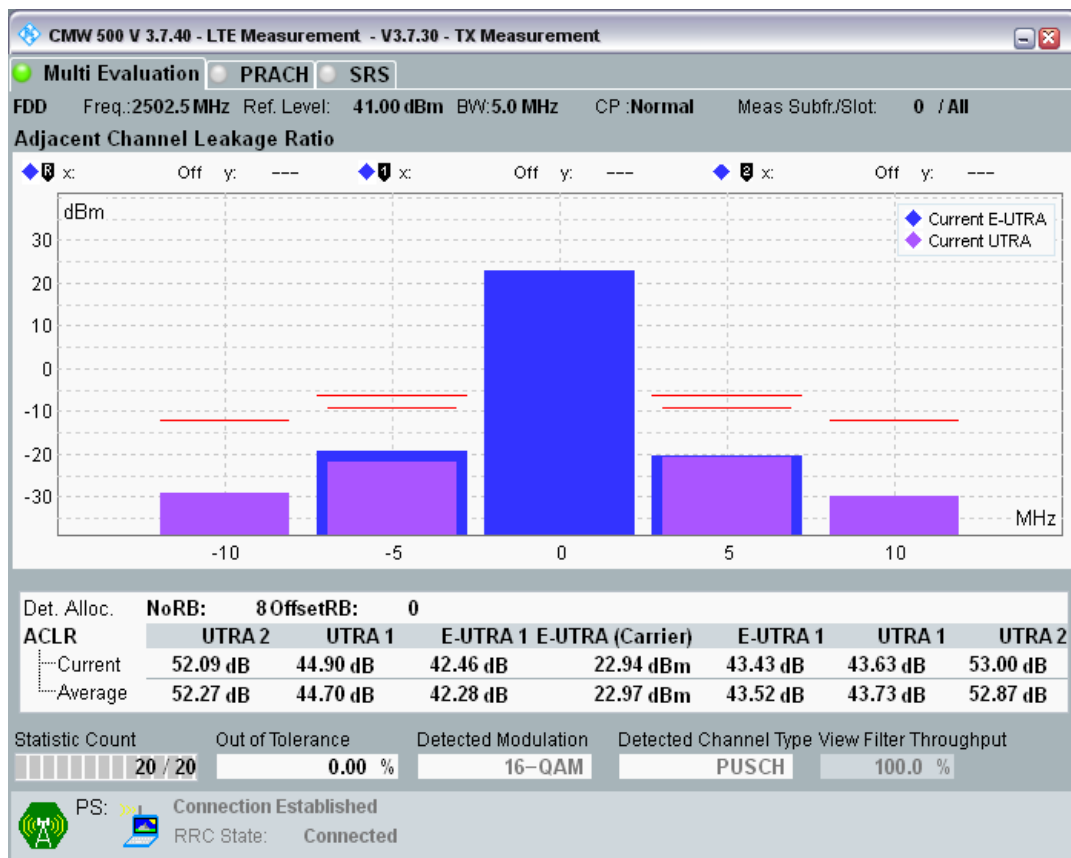 CMW 500 V 3.7.40 - LTE Measurement - V3.7.30 - TX Measurement
Multi Evaluation PRACH SRS
FDD Freq.:2502.5 MHz Ref. Level: 41.00 dBm BW:5.0 MHz CP :Normal Meas Subfr./Slot: 0 / All
Adjacent Channel Leakage Ratio
R x: Off y: --- 1 x: Off y: --- 2 x: Off y: ---
dBm
Current E-UTRA
Current UTRA
30
20
10
0
-10
-20
-30
MHz
-10 -5 0 5 10
Det. Alloc. NoRB: 8 OffsetRB: 0
ACLR UTRA 2 UTRA 1 E-UTRA 1 E-UTRA (Carrier) E-UTRA 1 UTRA 1 UTRA 2
Current 52.09 dB 44.90 dB 42.46 dB 22.94 dBm 43.43 dB 43.63 dB 53.00 dB
Average 52.27 dB 44.70 dB 42.28 dB 22.97 dBm 43.52 dB 43.73 dB 52.87 dB
Statistic Count Out of Tolerance Detected Modulation Detected Channel Type View Filter Throughput
20 / 20 0.00 % 16-QAM PUSCH 100.0 %
PS: Connection Established
RRC State: Connected